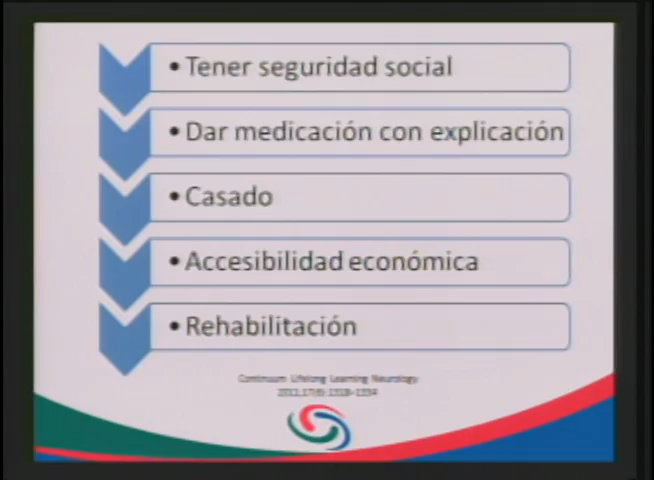 • Tener seguridad social
• Dar medicación con explicación
• Casado
• Accesibilidad económica
• Rehabilitación
Continuum Lifelong Learning Neurology